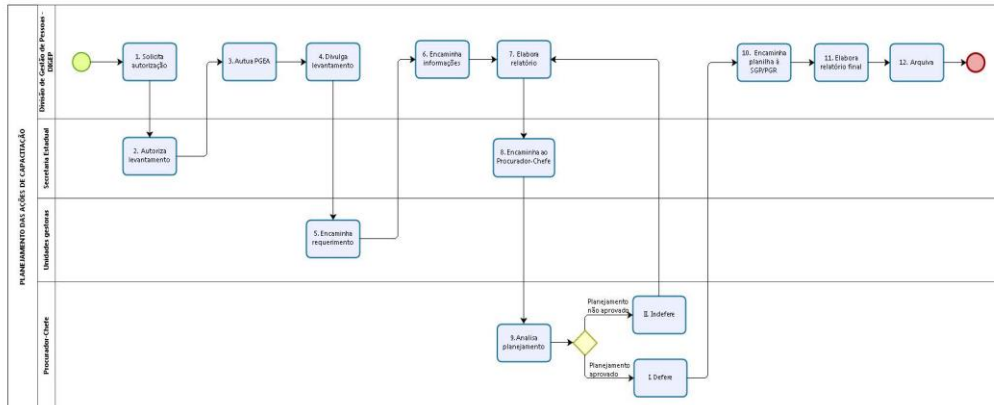 PLANEJAMENTO DAS AÇÕES DE CAPACITAÇÃO
Divisão de Gestão de Pessoas -
DIGEP
1. Solicita
autorização
3. Autua PGEA
4. Divulga
levantamento
6. Encaminha
informações
7. Elabora
relatório
10. Encaminha
planilha à
SGP/PGR
11. Elabora
relatório final
12. Arquiva
Secretaria Estadual
2. Autoriza
levantamento
8. Encaminha ao
Procurador-Chefe
Unidades gestoras
5. Encaminha
requerimento
Procurador-Chefe
9. Analisa
planejamento
Planejamento
não aprovado
II. Indefere
Planejamento
aprovado
I. Defere